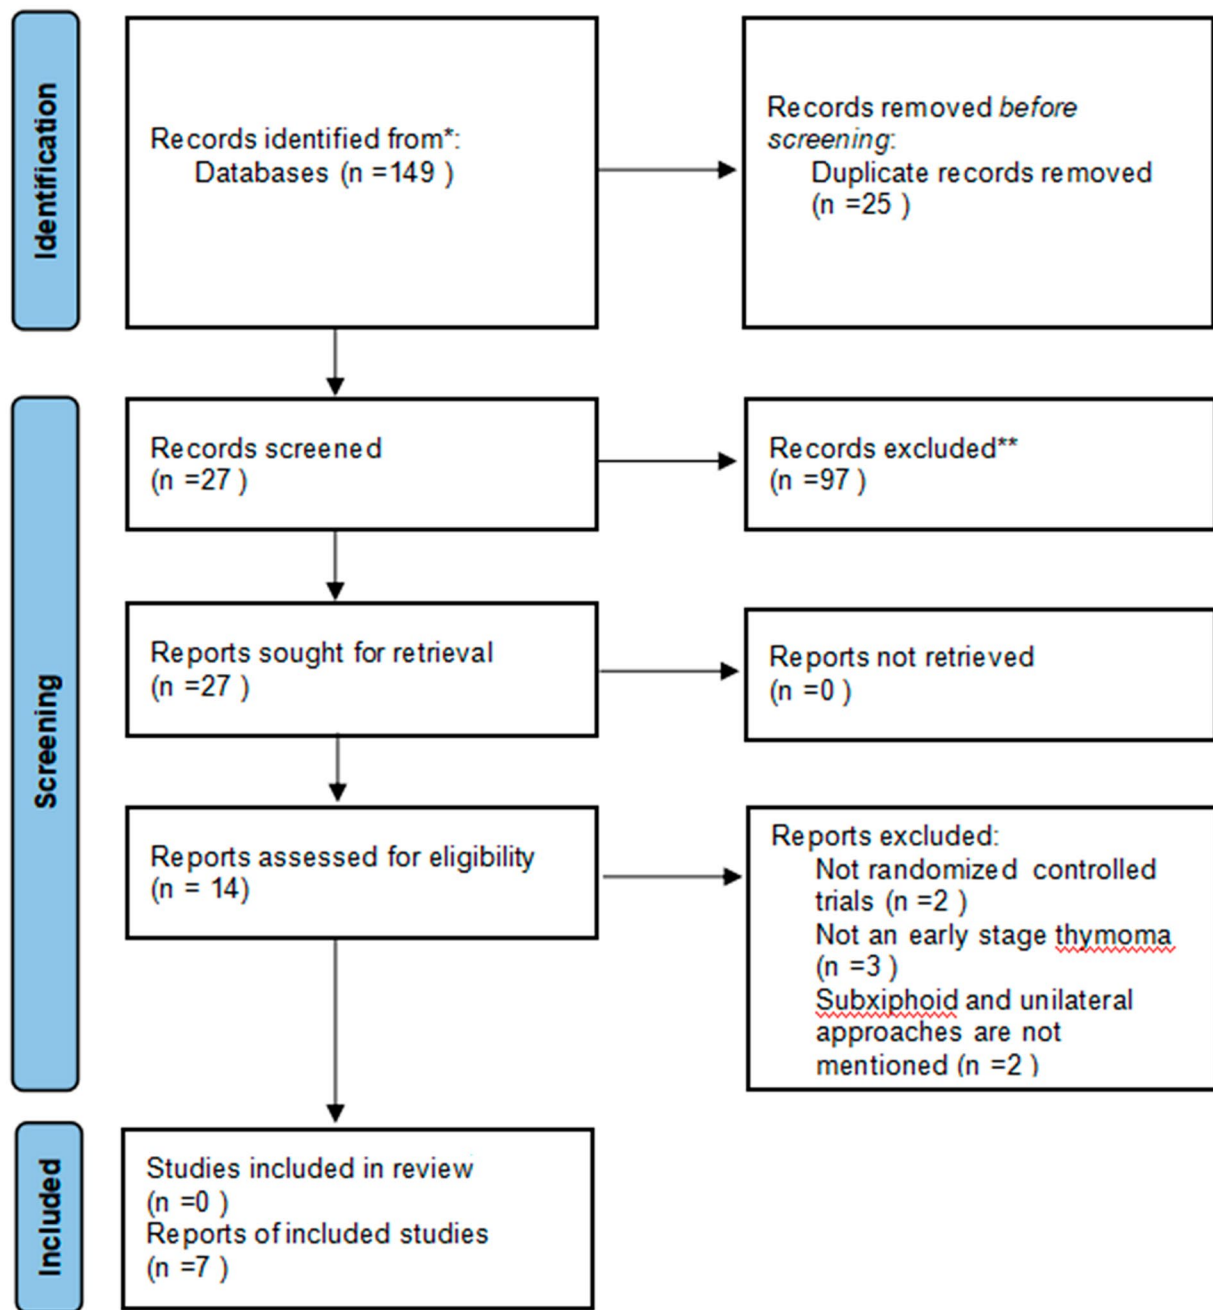 Identification
Records identified from*:
Databases (n =149 )
Records removed before
screening:
Duplicate records removed
(n =25 )
Screening
Records screened
(n =27 )
Records excluded**
(n =97 )
Reports sought for retrieval
(n =27 )
Reports not retrieved
(n =0 )
Reports assessed for eligibility
(n = 14)
Reports excluded:
Not randomized controlled
trials (n =2 )
Not an early stage thymoma
(n =3 )
Subxiphoid and unilateral
approaches are not
mentioned (n =2 )
Included
Studies included in review
(n =0 )
Reports of included studies
(n =7 )